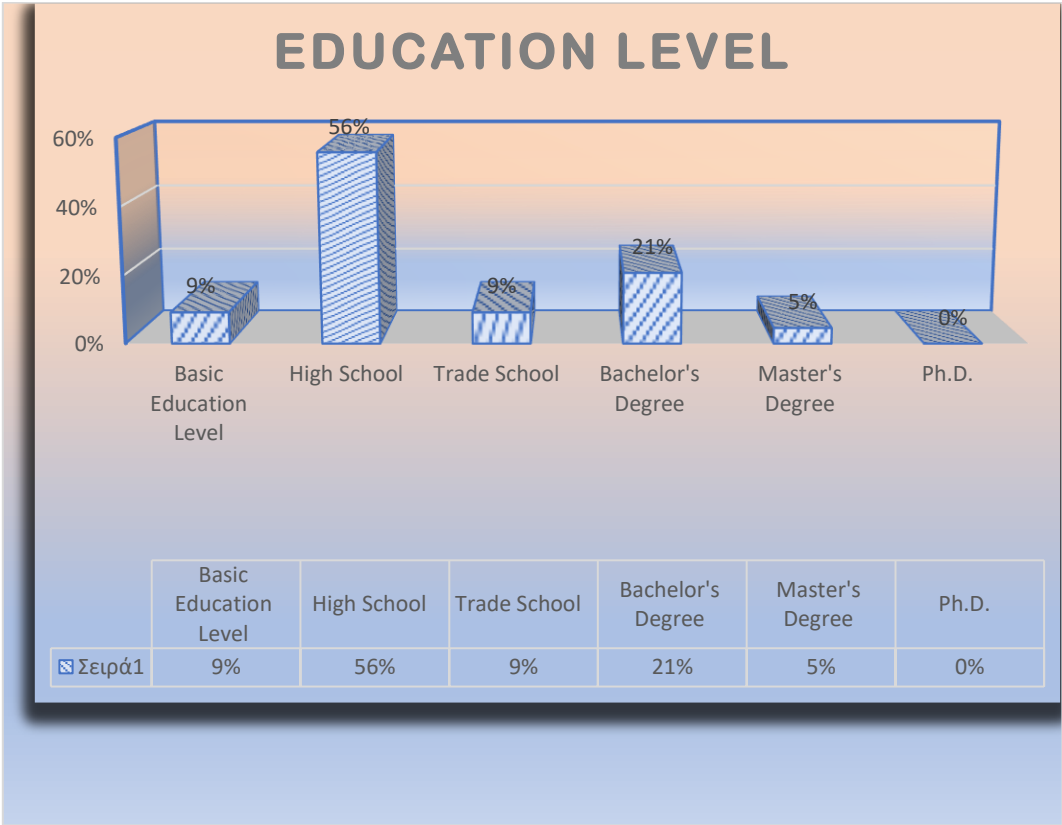 EDUCATION LEVEL
60%
40%
20%
0%
9%
56%
9%
21%
5%
0%
Basic
Education
Level
High School
Trade School
Bachelor's
Degree
Master's
Degree
Ph.D.
Basic
Education
Level
High School
Trade School
Bachelor's
Degree
Master's
Degree
Ph.D.
Σειρά1 9% 56% 9% 21% 5% 0%